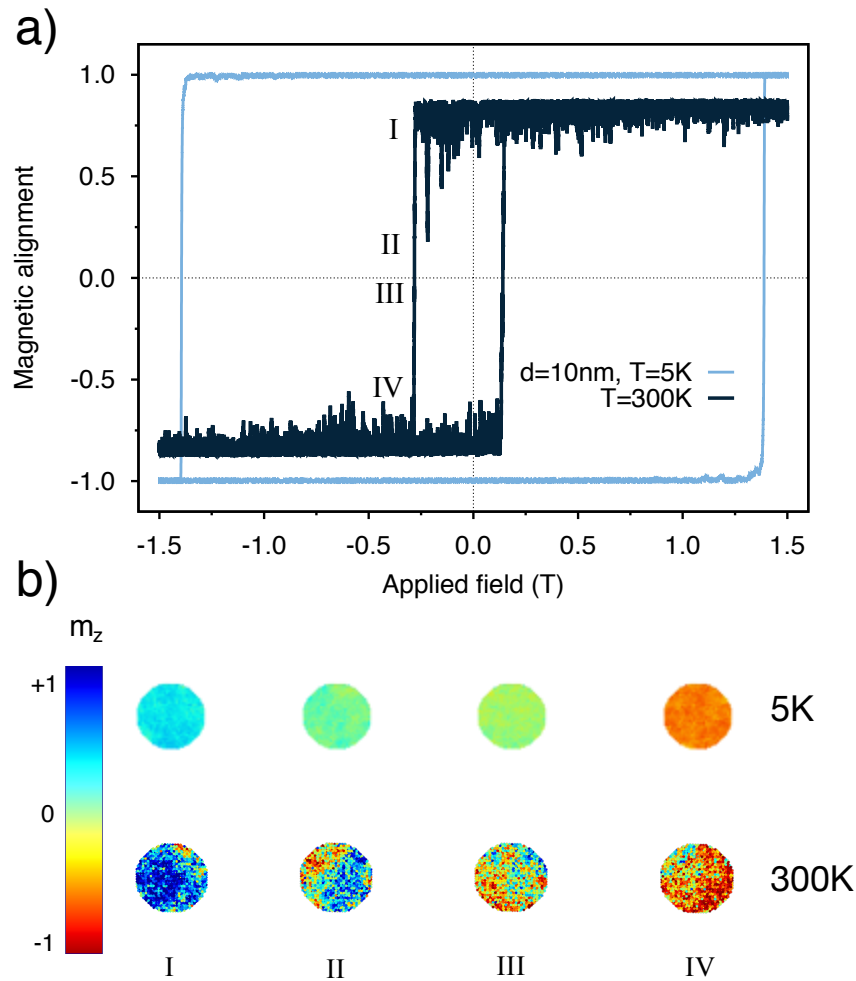 a)
Magnetic alignment
1.0
0.5
0.0
-0.5
-1.0
I
II
III
IV
d=10nm, T=5K
T=300K
-1.5
-1.0
-0.5
0.0
0.5
1.0
1.5
Applied field (T)
b)
m_z
+1
0
-1
5K
300K
I
II
III
IV